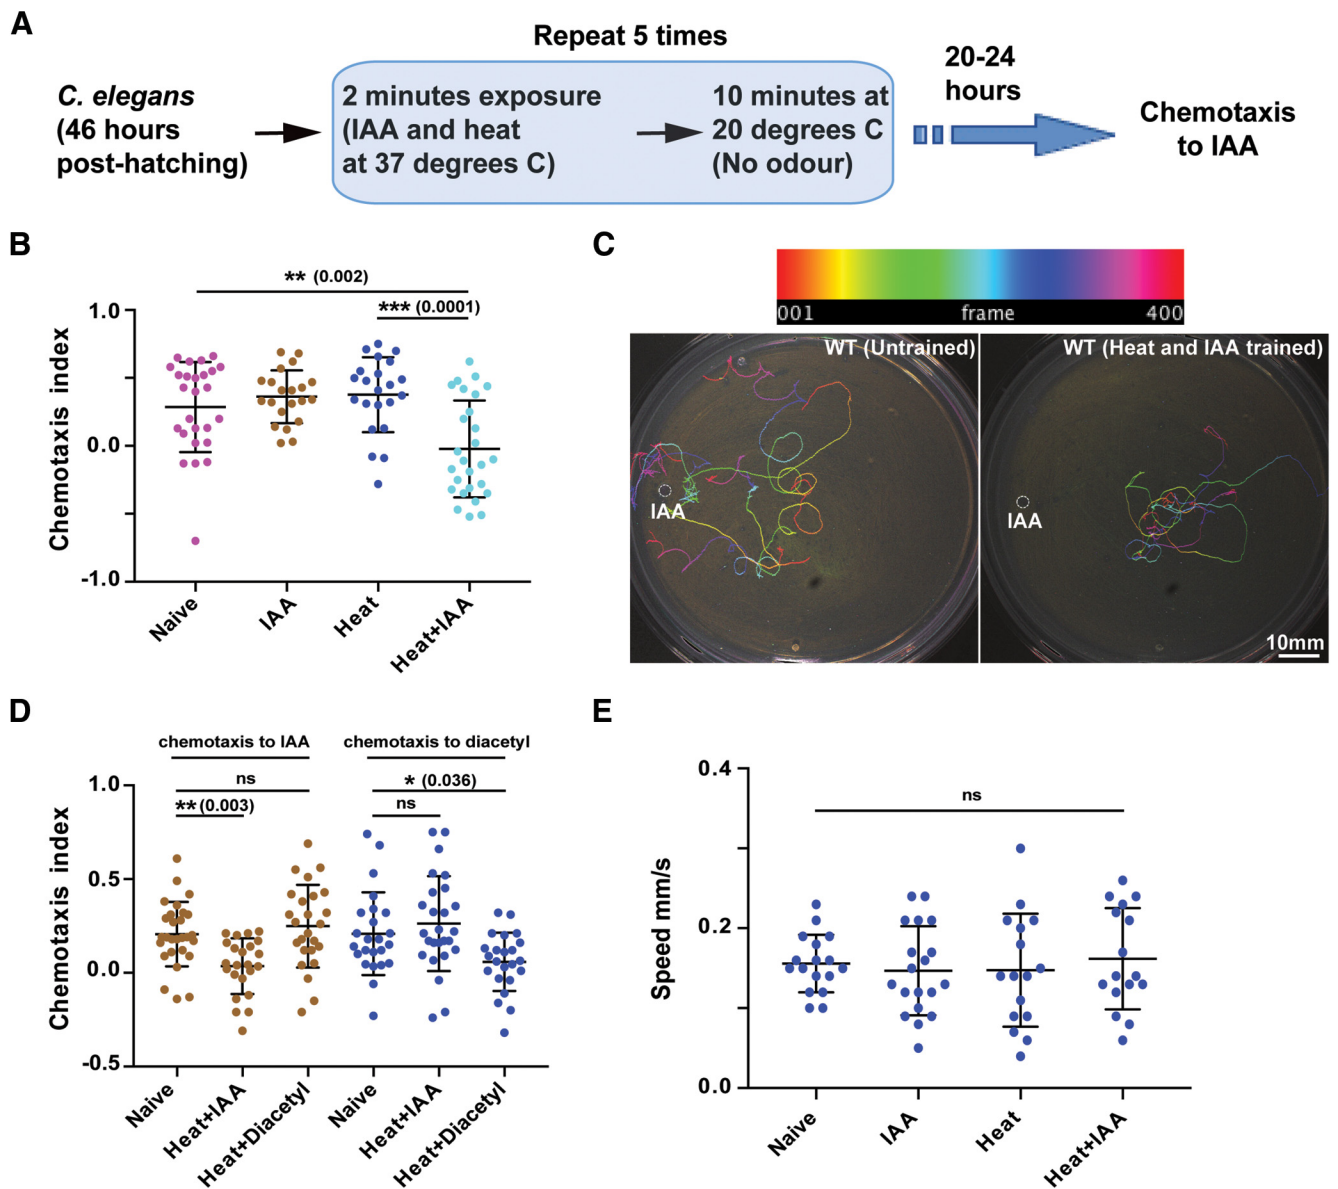 A
Repeat 5 times
C. elegans
(46 hours
post-hatching)
2 minutes exposure
(IAA and heat
at 37 degrees C)
10 minutes at
20 degrees C
(No odour)
20-24
hours
Chemotaxis
to IAA
B
** (0.002)
*** (0.0001)
1.0
0.0
-1.0
Chemotaxis index
Naive
IAA
Heat
Heat+IAA
C
001 frame 400
WT (Untrained)
IAA
WT (Heat and IAA trained)
IAA
10mm
D
chemotaxis to IAA
chemotaxis to diacetyl
ns
** (0.003)
* (0.036)
ns
1.0
0.5
0.0
-0.5
Chemotaxis index
Naive
Heat+IAA
Heat+Diacetyl
Naive
Heat+IAA
Heat+Diacetyl
E
ns
0.4
0.2
0.0
Speed mm/s
Naive
IAA
Heat
Heat+IAA